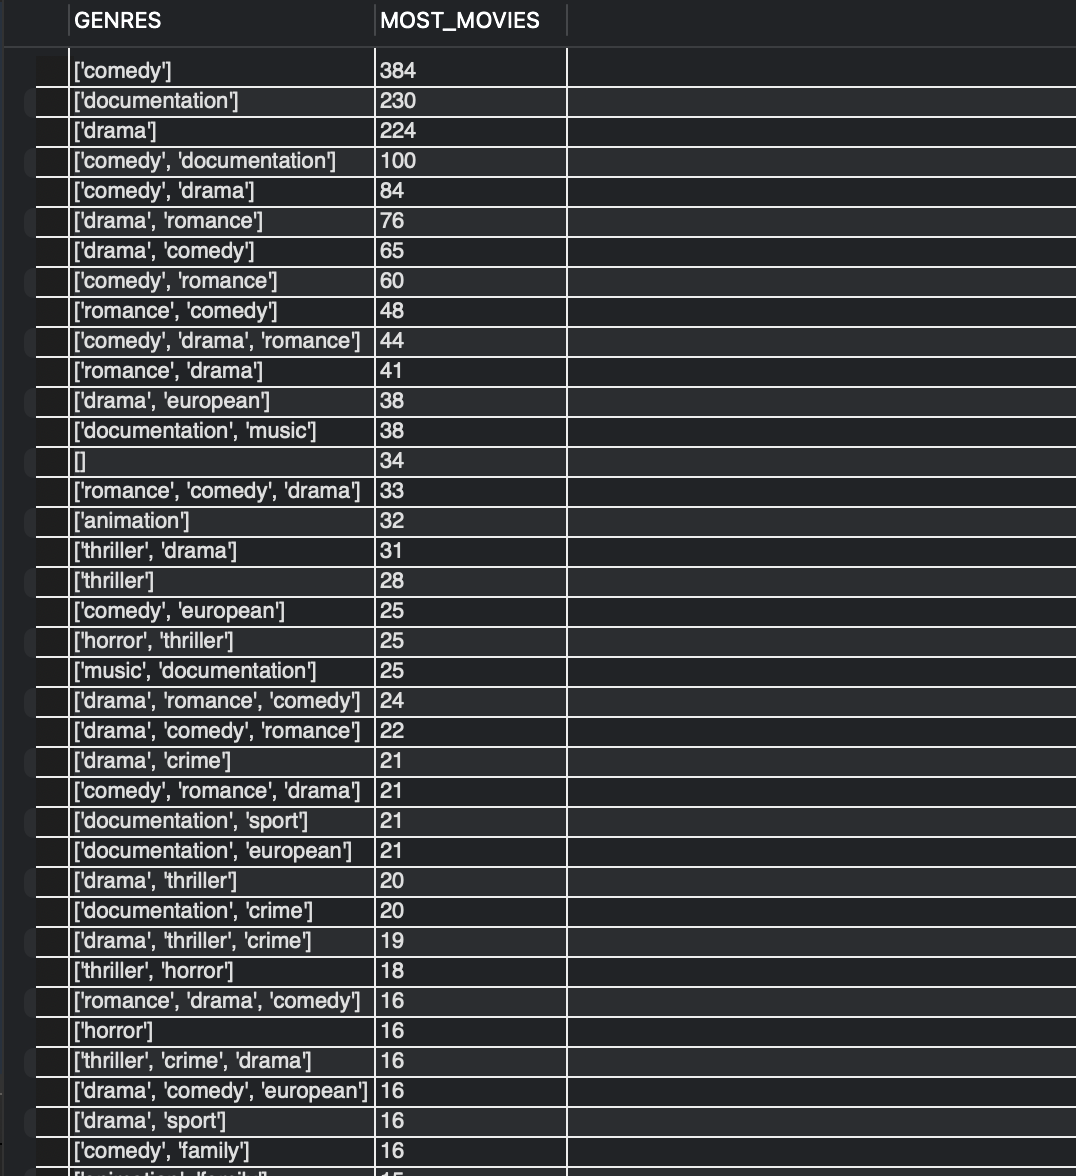 GENRES MOST_MOVIES
['comedy'] 384
['documentation'] 230
['drama'] 224
['comedy', 'documentation'] 100
['comedy', 'drama'] 84
['drama', 'romance'] 76
['drama', 'comedy'] 65
['comedy', 'romance'] 60
['romance', 'comedy'] 48
['comedy', 'drama', 'romance'] 44
['romance', 'drama'] 41
['drama', 'european'] 38
['documentation', 'music'] 38
[] 34
['romance', 'comedy', 'drama'] 33
['animation'] 32
['thriller', 'drama'] 31
['thriller'] 28
['comedy', 'european'] 25
['horror', 'thriller'] 25
['music', 'documentation'] 25
['drama', 'romance', 'comedy'] 24
['drama', 'comedy', 'romance'] 22
['drama', 'crime'] 21
['comedy', 'romance', 'drama'] 21
['documentation', 'sport'] 21
['documentation', 'european'] 21
['drama', 'thriller'] 20
['documentation', 'crime'] 20
['drama', 'thriller', 'crime'] 19
['thriller', 'horror'] 18
['romance', 'drama', 'comedy'] 16
['horror'] 16
['thriller', 'crime', 'drama'] 16
['drama', 'comedy', 'european'] 16
['drama', 'sport'] 16
['comedy', 'family'] 16